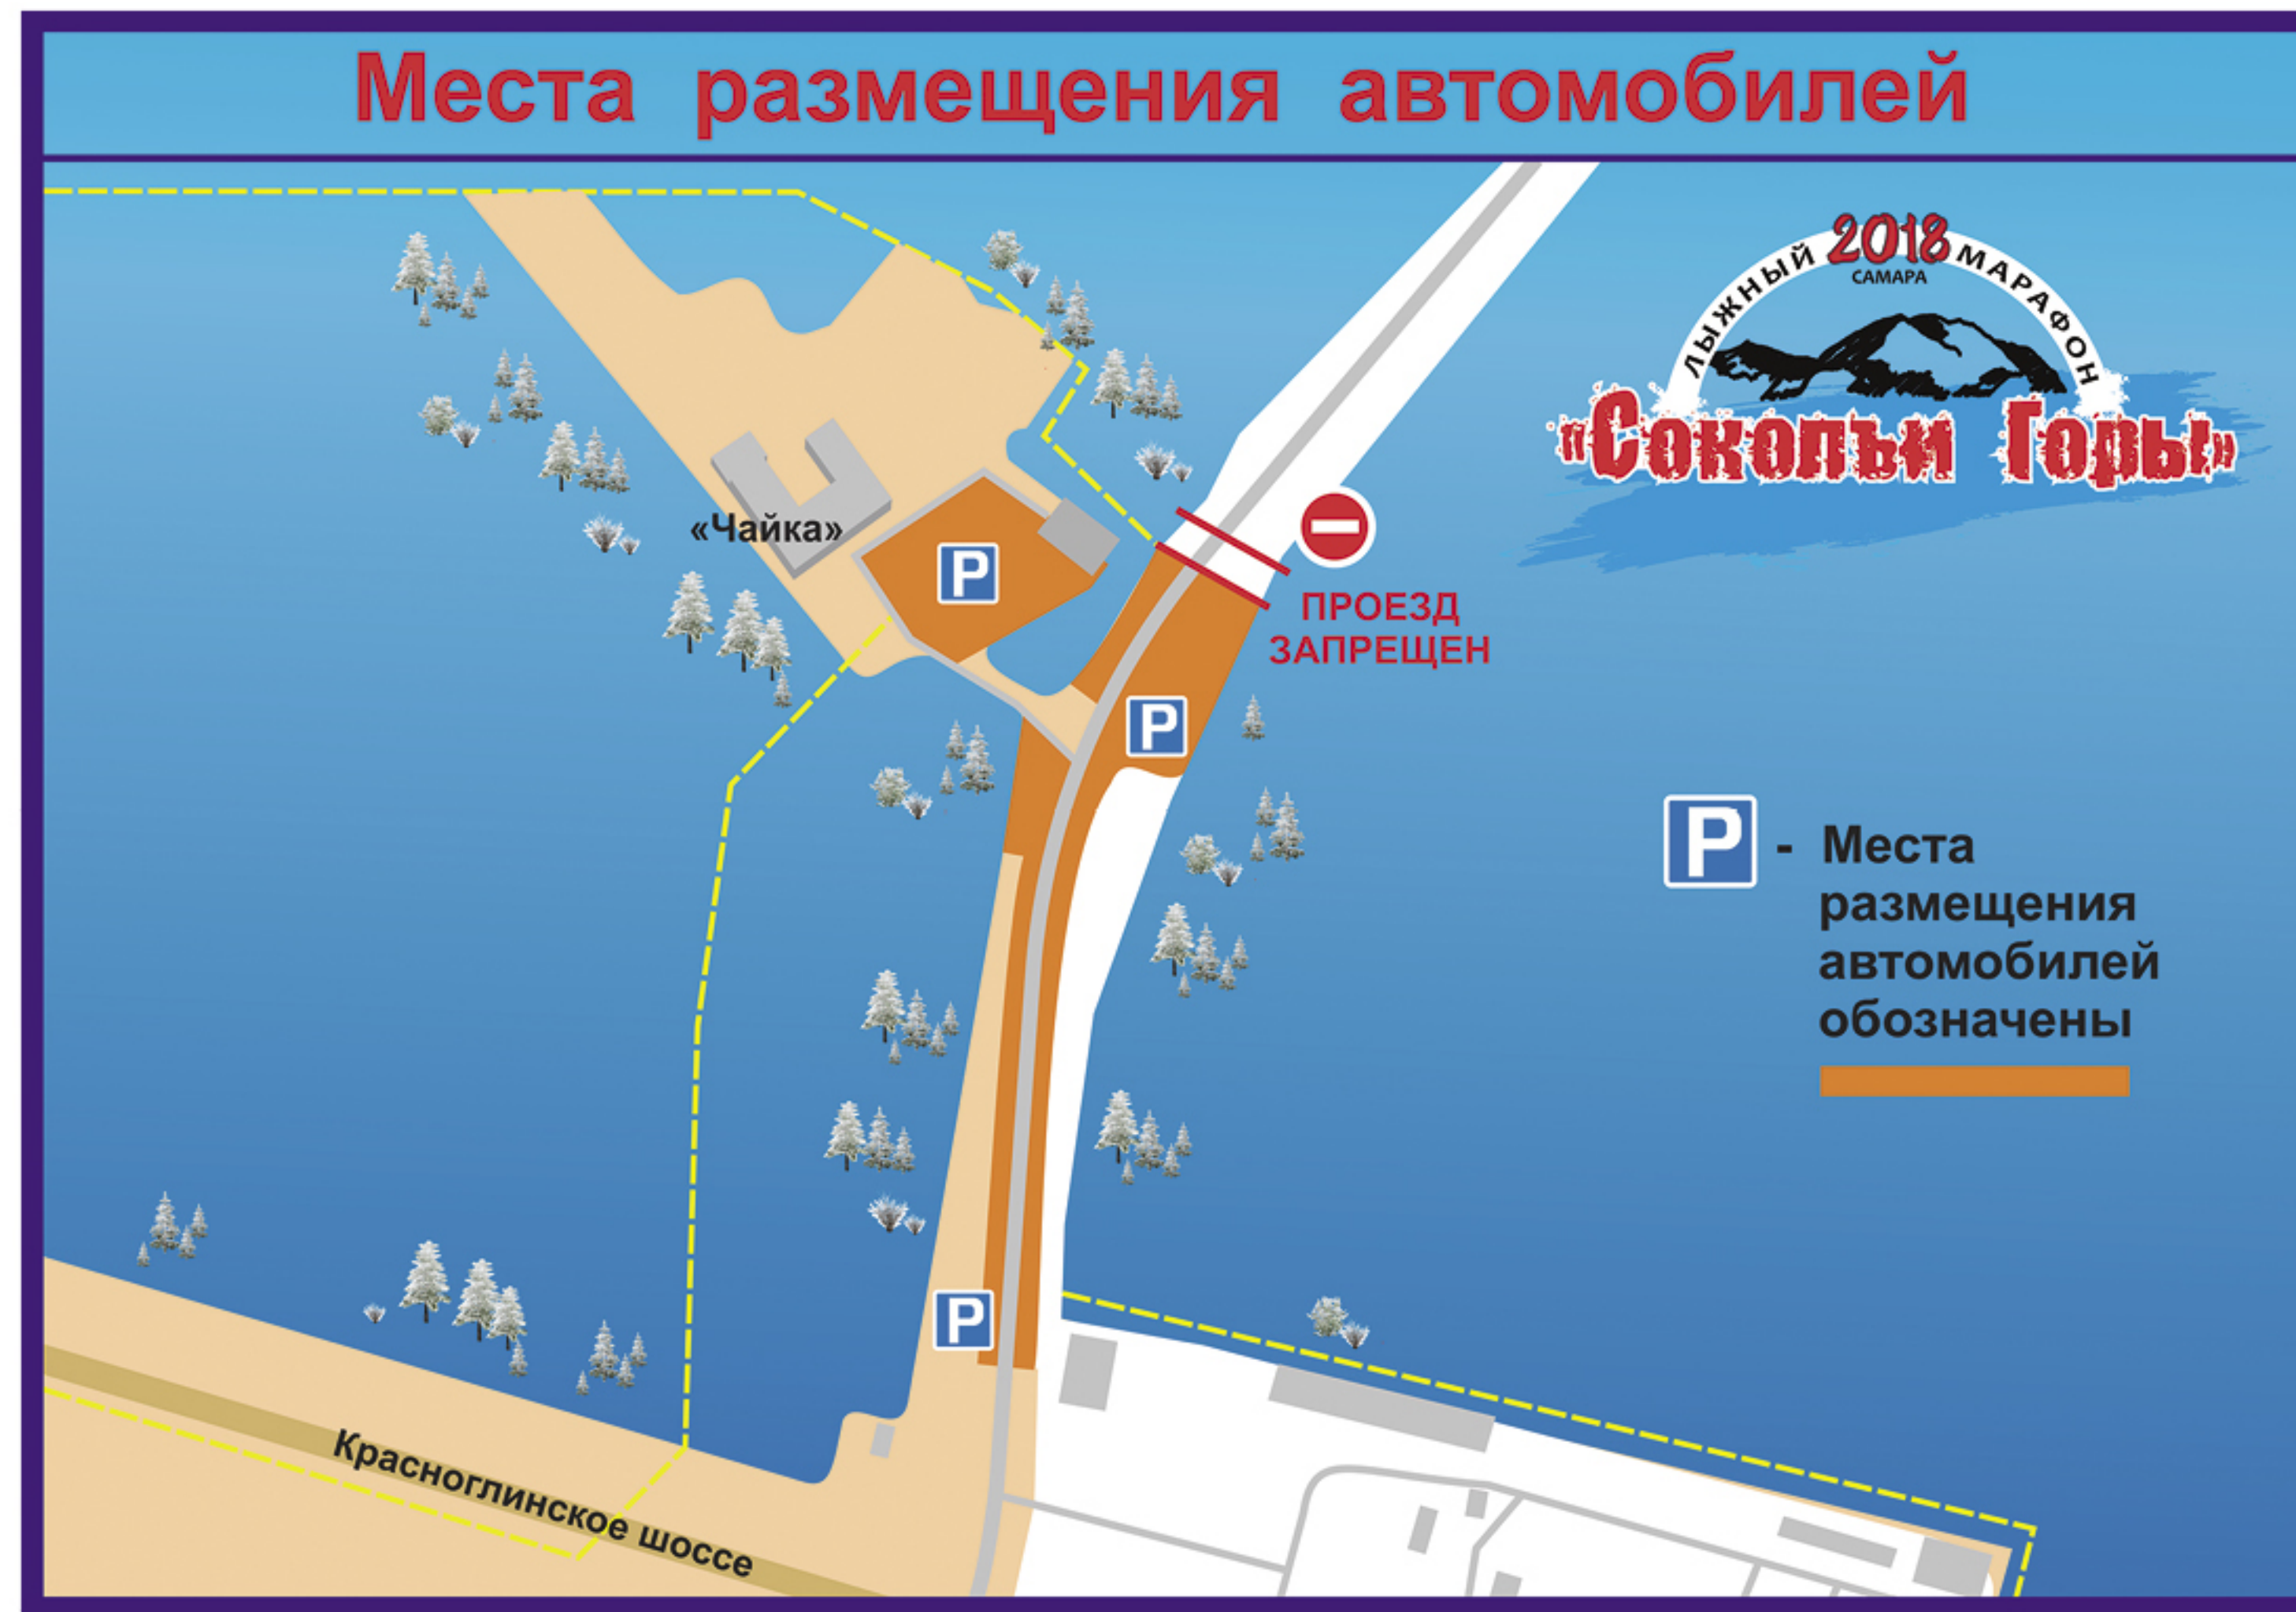 Места размещения автомобилей
ЛЫЖНЫЙ 2018 МАРАФОН
САМАРА
«Сокольи Горы»
«Чайка»
P
ПРОЕЗД
ЗАПРЕЩЕН
P
P - Места
размещения
автомобилей
обозначены
P
Красноглинское шоссе